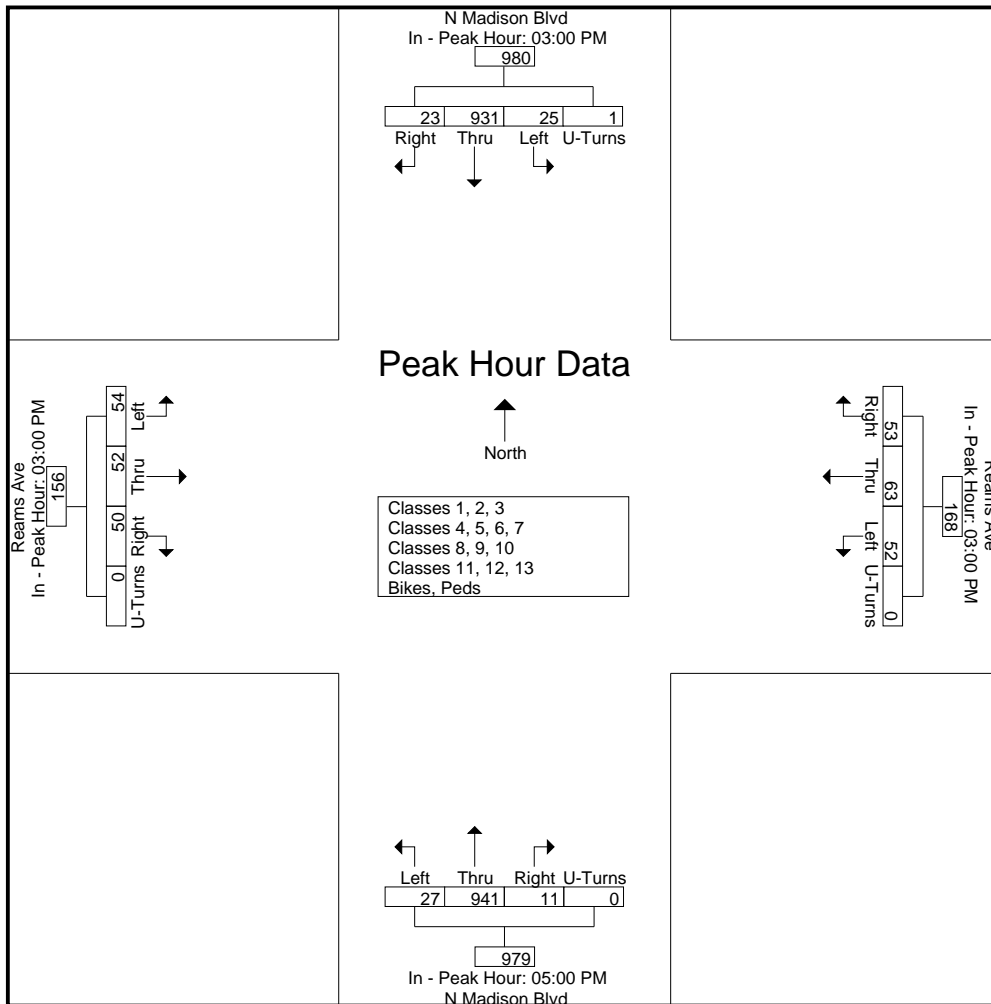 N Madison Blvd
In - Peak Hour: 03:00 PM
980
23 931 25 1
Right Thru Left U-Turns
Peak Hour Data
North
Reams Ave
In - Peak Hour: 03:00 PM
156
54 52 50 0
Left Thru Right U-Turns
Classes 1, 2, 3
Classes 4, 5, 6, 7
Classes 8, 9, 10
Classes 11, 12, 13
Bikes, Peds
Reams Ave
In - Peak Hour: 03:00 PM
168
53 63 52 0
Right Thru Left U-Turns
Left Thru Right U-Turns
27 941 11 0
979
In - Peak Hour: 05:00 PM
N Madison Blvd